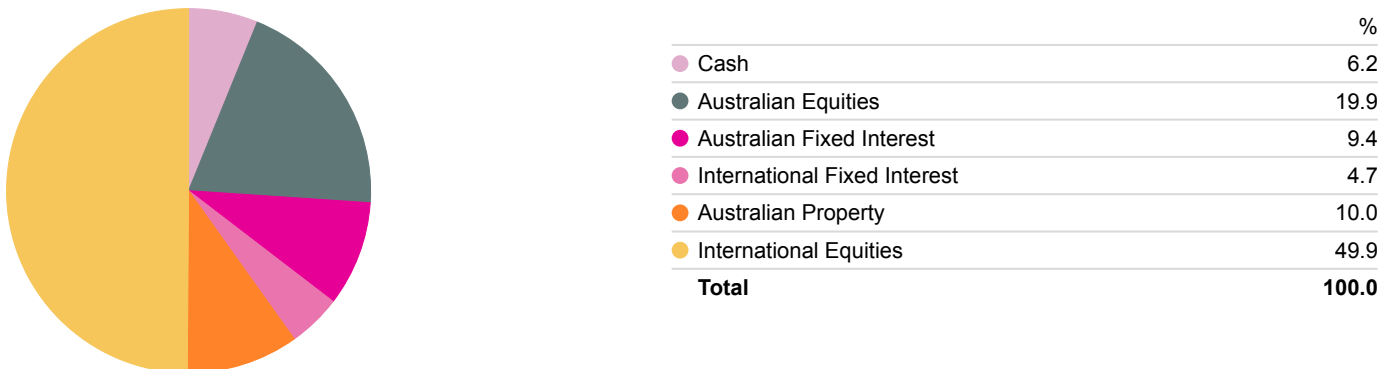 %
Cash 6.2
Australian Equities 19.9
Australian Fixed Interest 9.4
International Fixed Interest 4.7
Australian Property 10.0
International Equities 49.9
Total 100.0